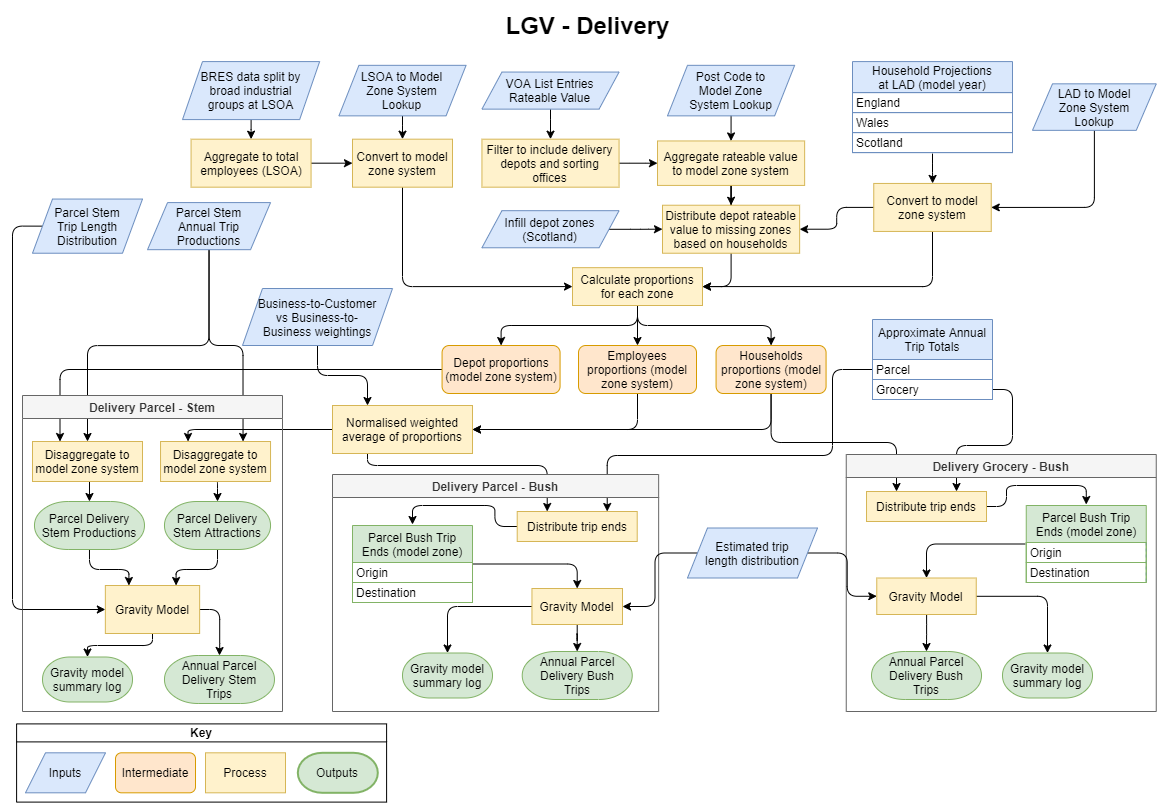 LGV - Delivery
BRES data split by
broad industrial
groups at LSOA
LSOA to Model
Zone System
Lookup
VOA List Entries
Rateable Value
Post Code to
Model Zone
System Lookup
Household Projections
at LAD (model year)
England
Wales
Scotland
LAD to Model
Zone System
Lookup
Aggregate to total
employees (LSOA)
Convert to model
zone system
Filter to include delivery
depots and sorting
offices
Aggregate rateable value
to model zone system
Convert to model
zone system
Parcel Stem
Trip Length
Distribution
Parcel Stem
Annual Trip
Productions
Infill depot zones
(Scotland)
Distribute depot rateable
value to missing zones
based on households
Calculate proportions
for each zone
Business-to-Customer
vs Business-to-
Business weightings
Depot proportions
(model zone system)
Employees
proportions (model
zone system)
Households
proportions (model
zone system)
Approximate Annual
Trip Totals
Parcel
Grocery
Normalised weighted
average of proportions
Delivery Parcel - Stem
Disaggregate to
model zone system
Disaggregate to
model zone system
Parcel Delivery
Stem Productions
Parcel Delivery
Stem Attractions
Gravity Model
Gravity model
summary log
Annual Parcel
Delivery Stem
Trips
Delivery Parcel - Bush
Distribute trip ends
Parcel Bush Trip
Ends (model zone)
Origin
Destination
Gravity Model
Gravity model
summary log
Annual Parcel
Delivery Bush
Trips
Estimated trip
length distribution
Delivery Grocery - Bush
Distribute trip ends
Parcel Bush Trip
Ends (model zone)
Origin
Destination
Gravity Model
Annual Parcel
Delivery Bush
Trips
Gravity model
summary log
Key
Inputs
Intermediate
Process
Outputs